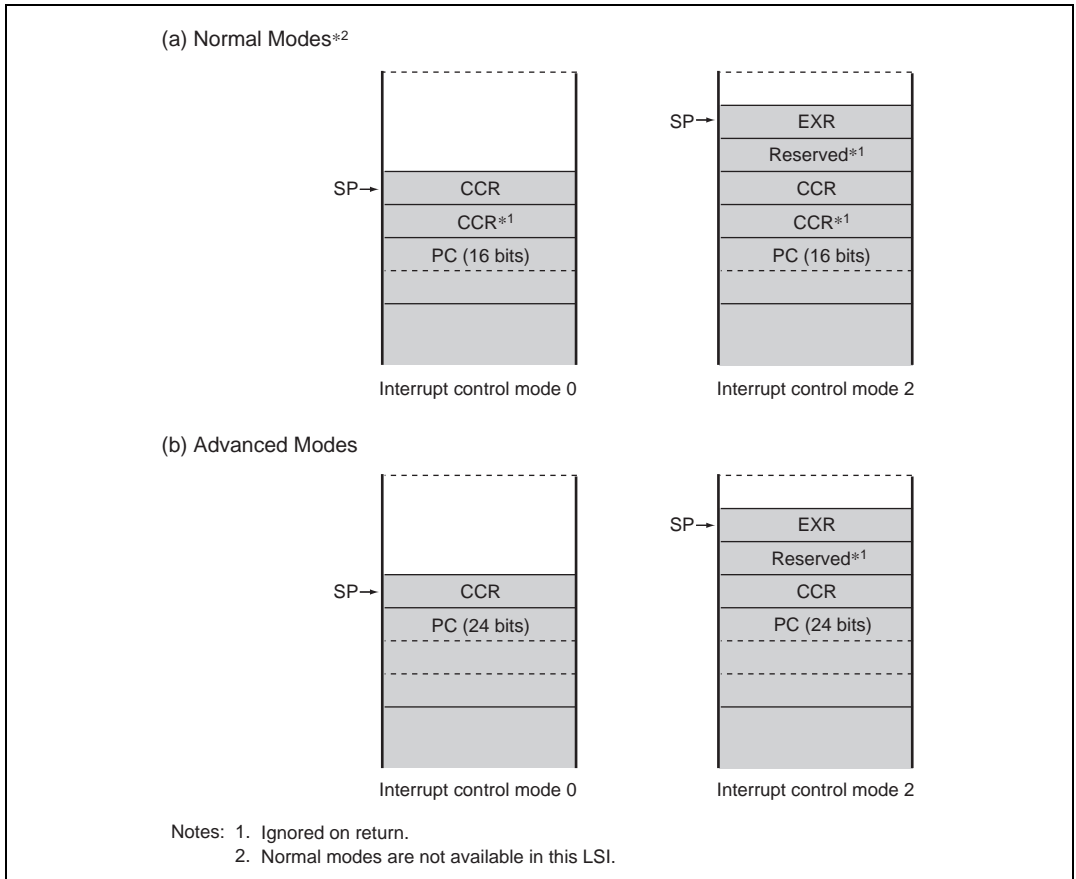 (a) Normal Modes*2
SP→ EXR
Reserved*1
SP→ CCR CCR
CCR*1 CCR*1
PC (16 bits) PC (16 bits)
Interrupt control mode 0 Interrupt control mode 2
(b) Advanced Modes
SP→ EXR
Reserved*1
SP→ CCR CCR
PC (24 bits) PC (24 bits)
Interrupt control mode 0 Interrupt control mode 2
Notes: 1. Ignored on return.
2. Normal modes are not available in this LSI.